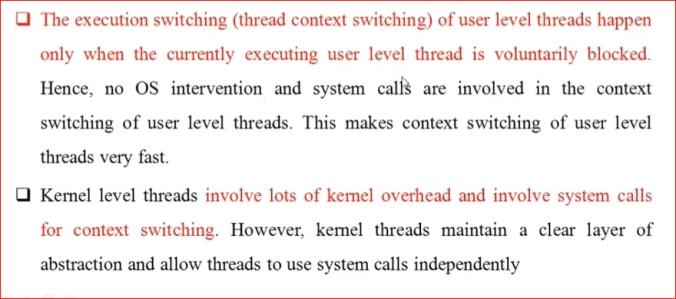 ❑ The execution switching (thread context switching) of user level threads happen
only when the currently executing user level thread is voluntarily blocked.
Hence, no OS intervention and system calls are involved in the context
switching of user level threads. This makes context switching of user level
threads very fast.
❑ Kernel level threads involve lots of kernel overhead and involve system calls
for context switching. However, kernel threads maintain a clear layer of
abstraction and allow threads to use system calls independently